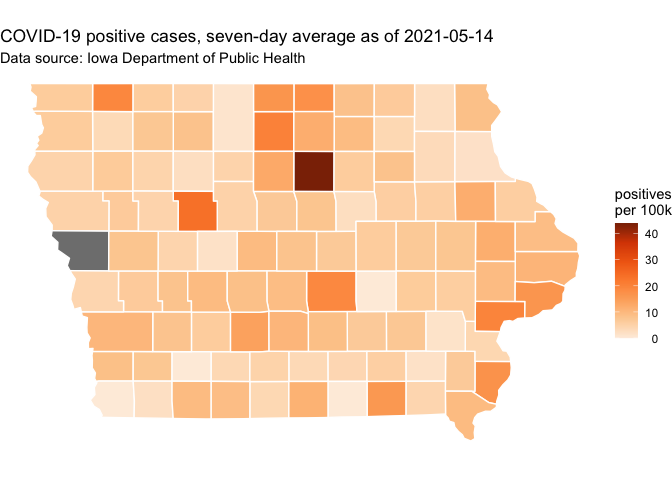 COVID-19 positive cases, seven-day average as of 2021-05-14
Data source: Iowa Department of Public Health
positives
per 100k
40
30
20
10
0